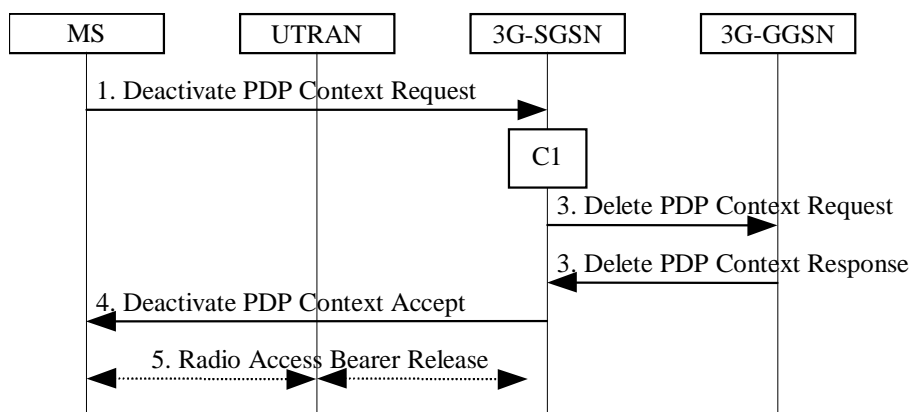 MS
UTRAN
3G-SGSN
3G-GGSN
1. Deactivate PDP Context Request
C1
3. Delete PDP Context Request
3. Delete PDP Context Response
4. Deactivate PDP Context Accept
5. Radio Access Bearer Release